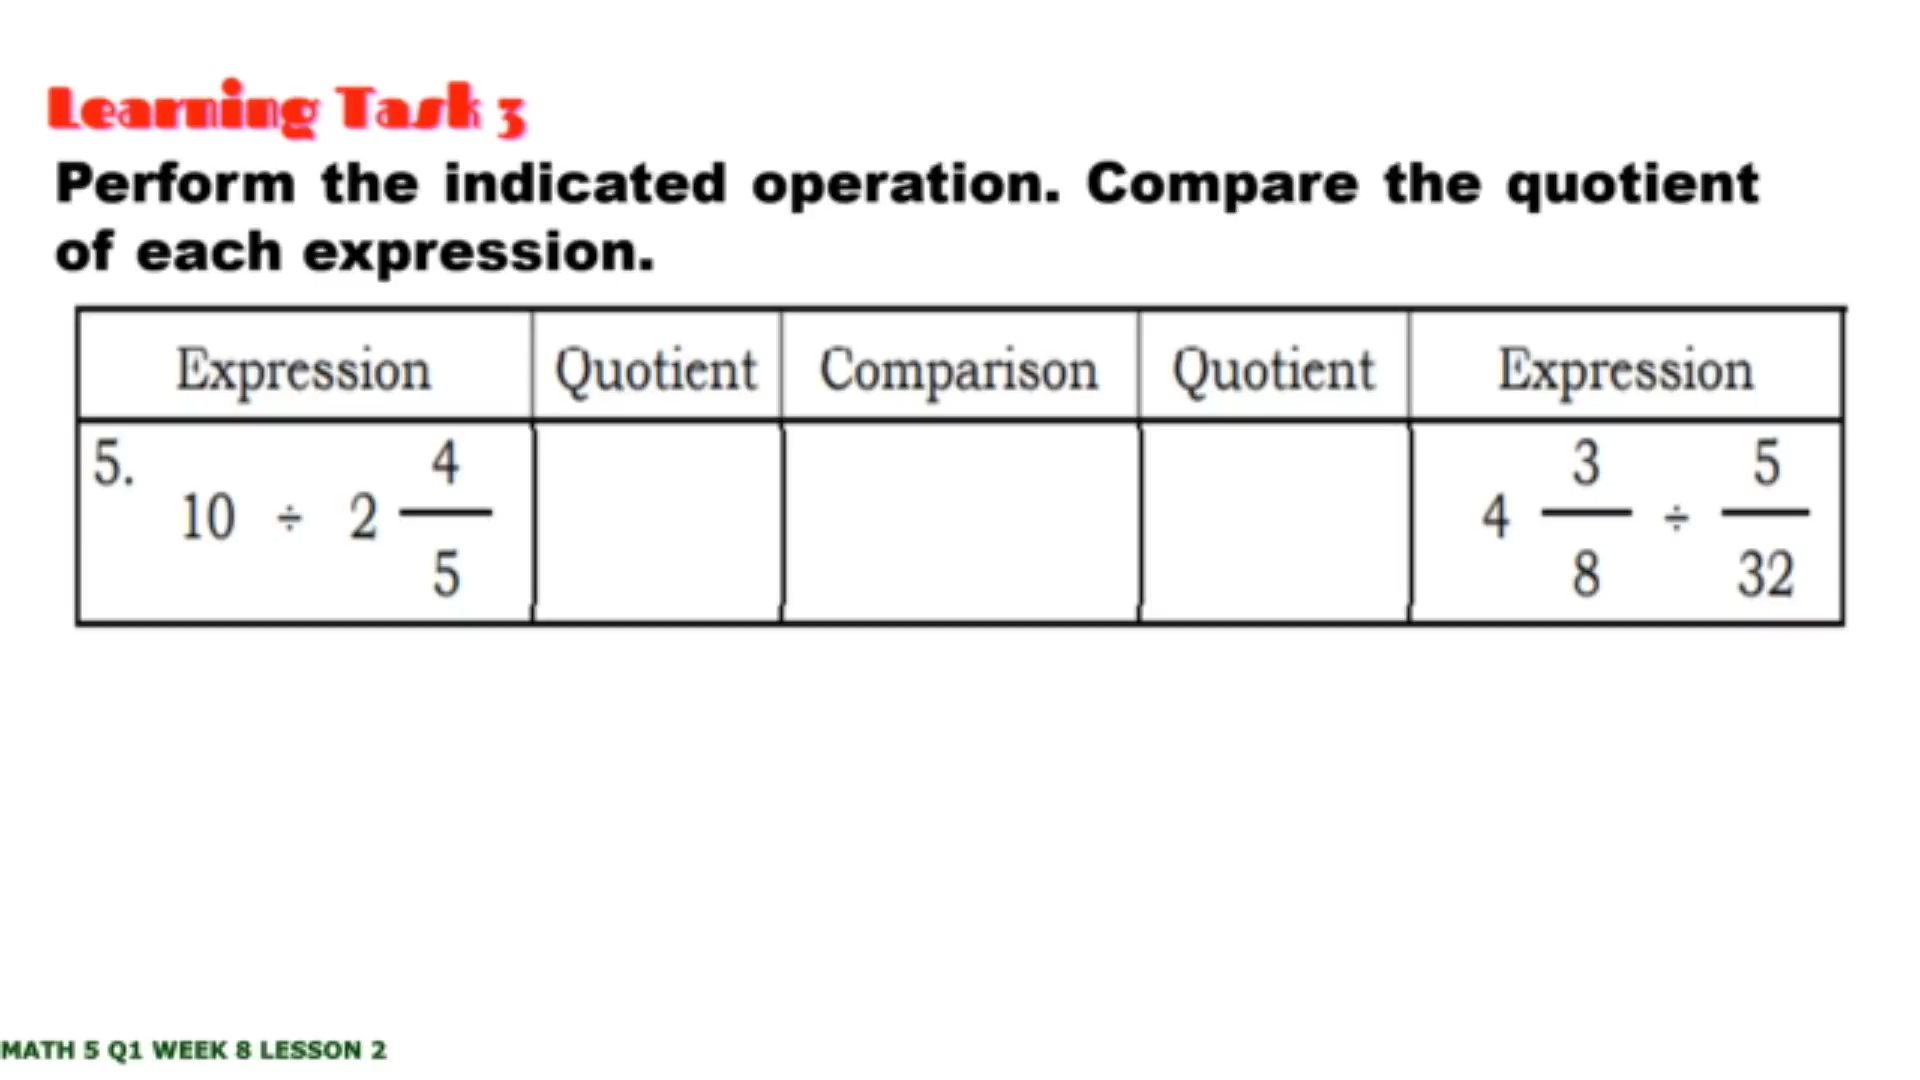 Learning Task 3
Perform the indicated operation. Compare the quotient
of each expression.
Expression Quotient Comparison Quotient Expression
5. 10 ÷ 2 4/5 4 3/8 ÷ 5/32
MATH 5 Q1 WEEK 8 LESSON 2